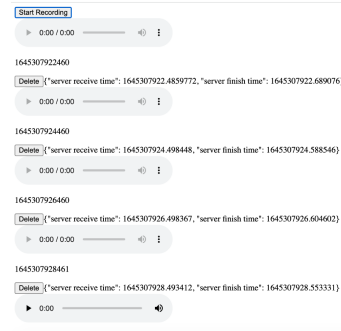 Start Recording
0:00 / 0:00
1645307922460
Delete {"server receive time": 1645307922.4859772, "server finish time": 1645307922.689076
0:00 / 0:00
1645307924460
Delete {"server receive time": 1645307924.498448, "server finish time": 1645307924.588546}
0:00 / 0:00
1645307926460
Delete {"server receive time": 1645307926.498367, "server finish time": 1645307926.604602}
0:00 / 0:00
1645307928461
Delete {"server receive time": 1645307928.493412, "server finish time": 1645307928.553331}
0:00